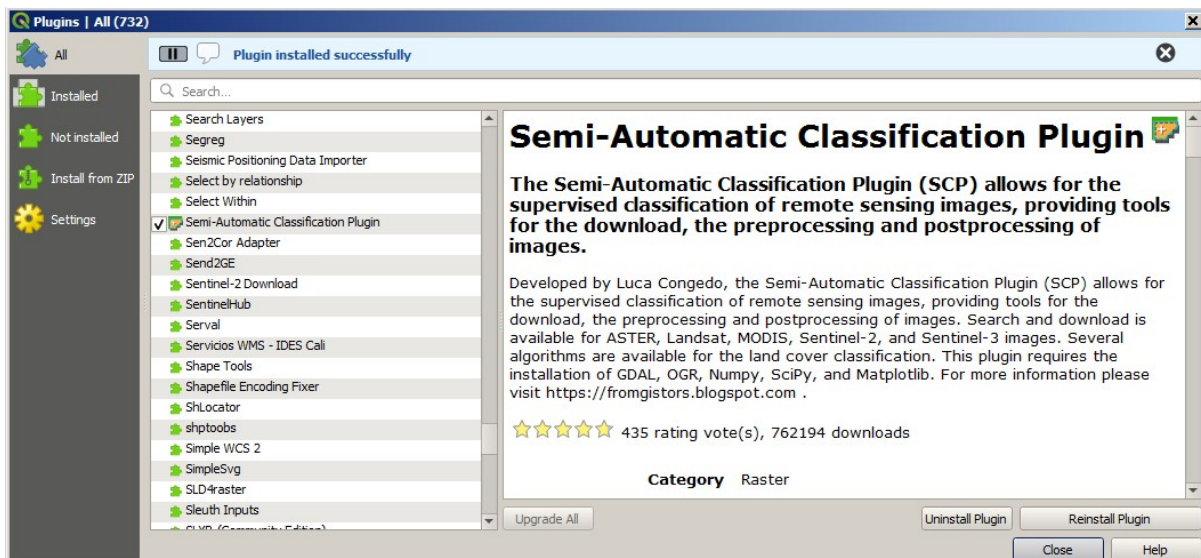 Plugins | All (732)
All
Installed
Not installed
Install from ZIP
Settings
Plugin installed successfully
Search...
Search Layers
Segreg
Seismic Positioning Data Importer
Select by relationship
Select Within
Semi-Automatic Classification Plugin
Sen2Cor Adapter
Send2GE
Sentinel-2 Download
SentinelHub
Serval
Servicios WMS - IDES Cali
Shape Tools
Shapefile Encoding Fixer
ShLocator
shptoobs
Simple WCS 2
SimpleSvg
SLD4raster
Sleuth Inputs
SLYR (Community Edition)
Semi-Automatic Classification Plugin
The Semi-Automatic Classification Plugin (SCP) allows for the
supervised classification of remote sensing images, providing tools
for the download, the preprocessing and postprocessing of
images.
Developed by Luca Congedo, the Semi-Automatic Classification Plugin (SCP) allows for
the supervised classification of remote sensing images, providing tools for the
download, the preprocessing and postprocessing of images. Search and download is
available for ASTER, Landsat, MODIS, Sentinel-2, and Sentinel-3 images. Several
algorithms are available for the land cover classification. This plugin requires the
installation of GDAL, OGR, Numpy, SciPy, and Matplotlib. For more information please
visit https://fromgistors.blogspot.com .
435 rating vote(s), 762194 downloads
Category Raster
Upgrade All
Uninstall Plugin
Reinstall Plugin
Close
Help